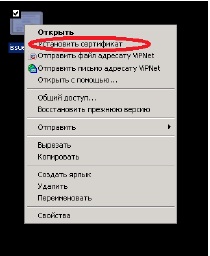 Открыть
Установить сертификат
Отправить файл адресату ViPNet
Отправить письмо адресату ViPNet
Открыть с помощью...
Общий доступ...
Восстановить прежнюю версию
Отправить
Вырезать
Копировать
Создать ярлык
Удалить
Переименовать
Свойства